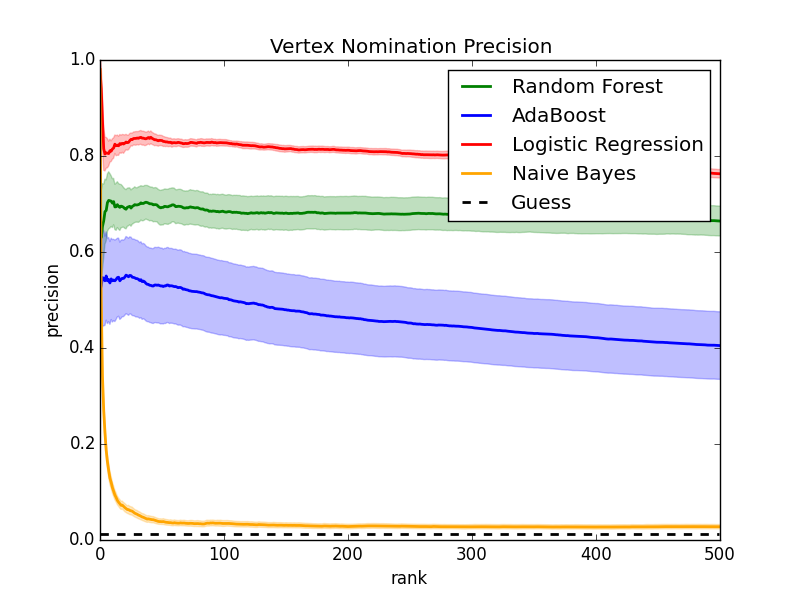 Vertex Nomination Precision
1.0
0.8
0.6
0.4
0.2
0.0
precision
Random Forest
AdaBoost
Logistic Regression
Naive Bayes
Guess
0 100 200 300 400 500
rank